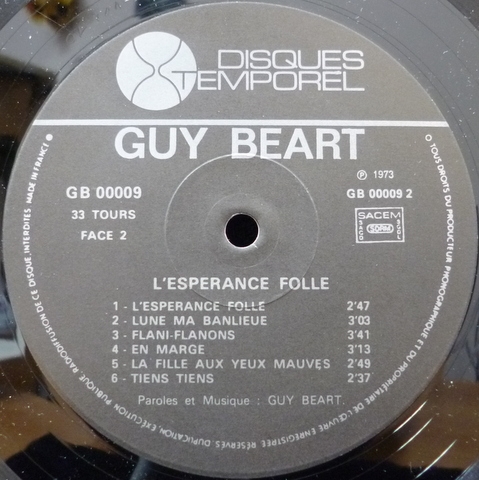 DISQUES
TEMPOREL
GUY BEART
GB 00009
33 TOURS
FACE 2
℗ 1973
GB 00009 2
SACEM
SACD
SDRM
SGDL
L'ESPERANCE FOLLE
1 - L'ESPERANCE FOLLE 2'47
2 - LUNE MA BANLIEUE 3'03
3 - FLANI-FLANONS 3'41
4 - EN MARGE 3'13
5 - LA FILLE AUX YEUX MAUVES 2'49
6 - TIENS TIENS 2'37
Paroles et Musique : GUY BEART.
TOUS DROITS DU PRODUCTEUR PHONOGRAPHIQUE ET DU PROPRIETAIRE DE L'ŒUVRE ENREGISTREE RESERVES. DUPLICATION, EXECUTION PUBLIQUE, RADIODIFFUSION DE CE DISQUE INTERDITES MADE IN FRANCE